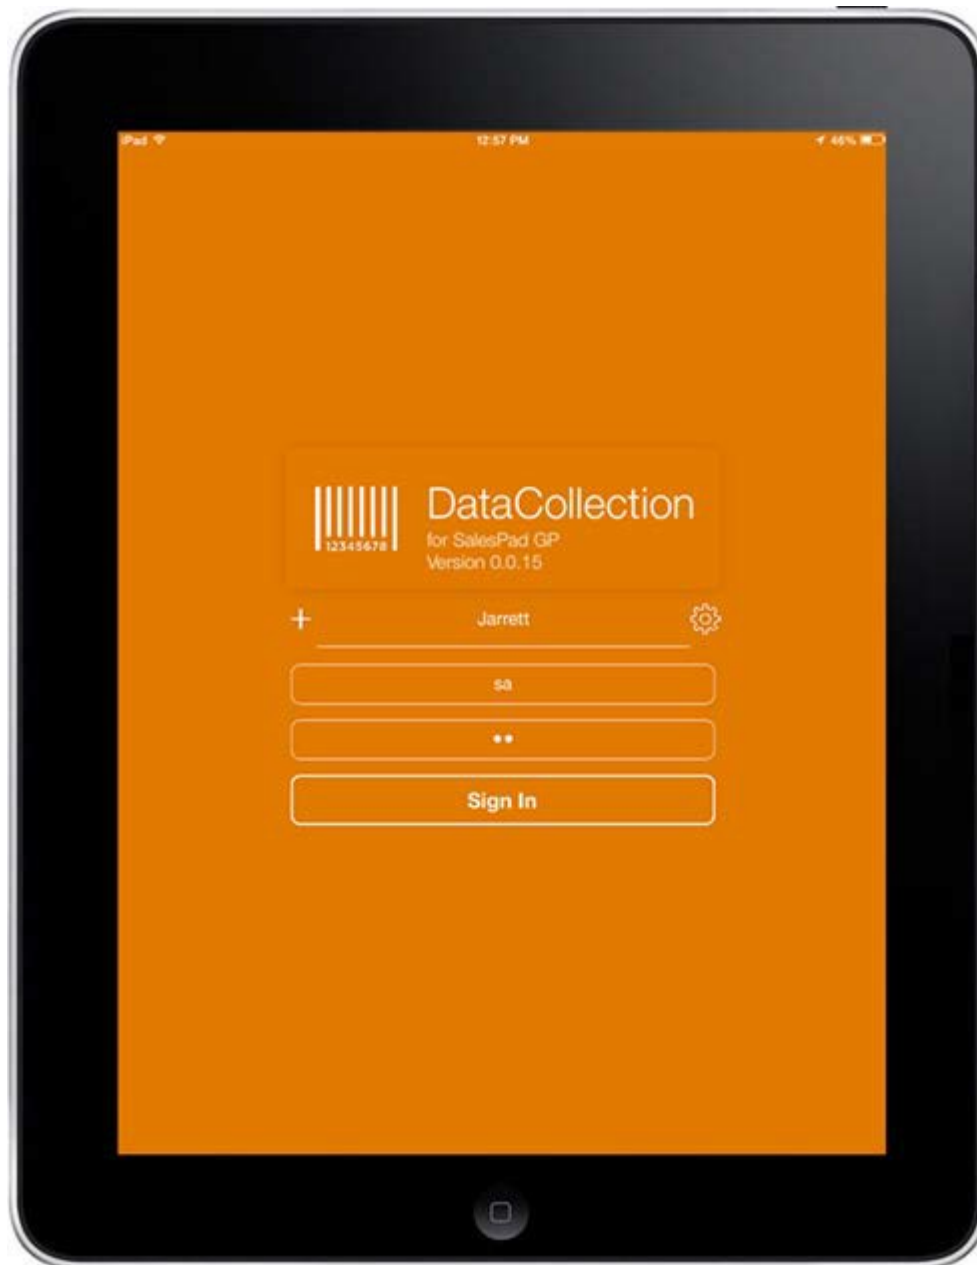 iPad 12:57 PM 46%
DataCollection
12345678
for SalesPad GP
Version 0.0.15
+ Jarrett
sa
••
Sign In